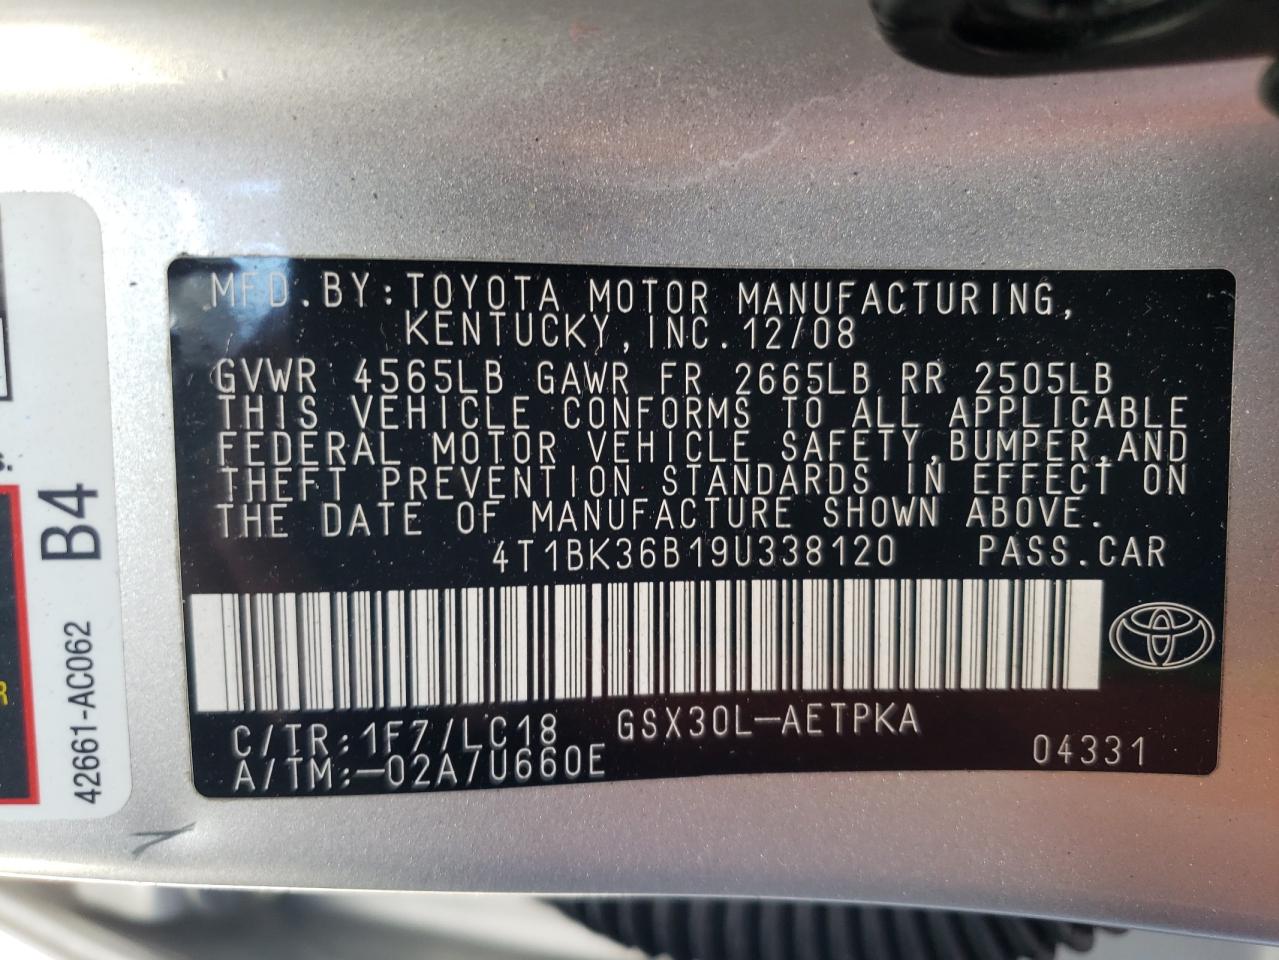 MFD.BY:TOYOTA MOTOR MANUFACTURING,
KENTUCKY,INC. 12/08
GVWR 4565LB GAWR FR 2665LB RR 2505LB
THIS VEHICLE CONFORMS TO ALL APPLICABLE
FEDERAL MOTOR VEHICLE SAFETY,BUMPER,AND
THEFT PREVENTION STANDARDS IN EFFECT ON
THE DATE OF MANUFACTURE SHOWN ABOVE.
4T1BK36B19U338120 PASS.CAR
C/TR:1F7/LC18 GSX30L-AETPKA
A/TM:-02A/U660E 04331
B4
42661-AC062